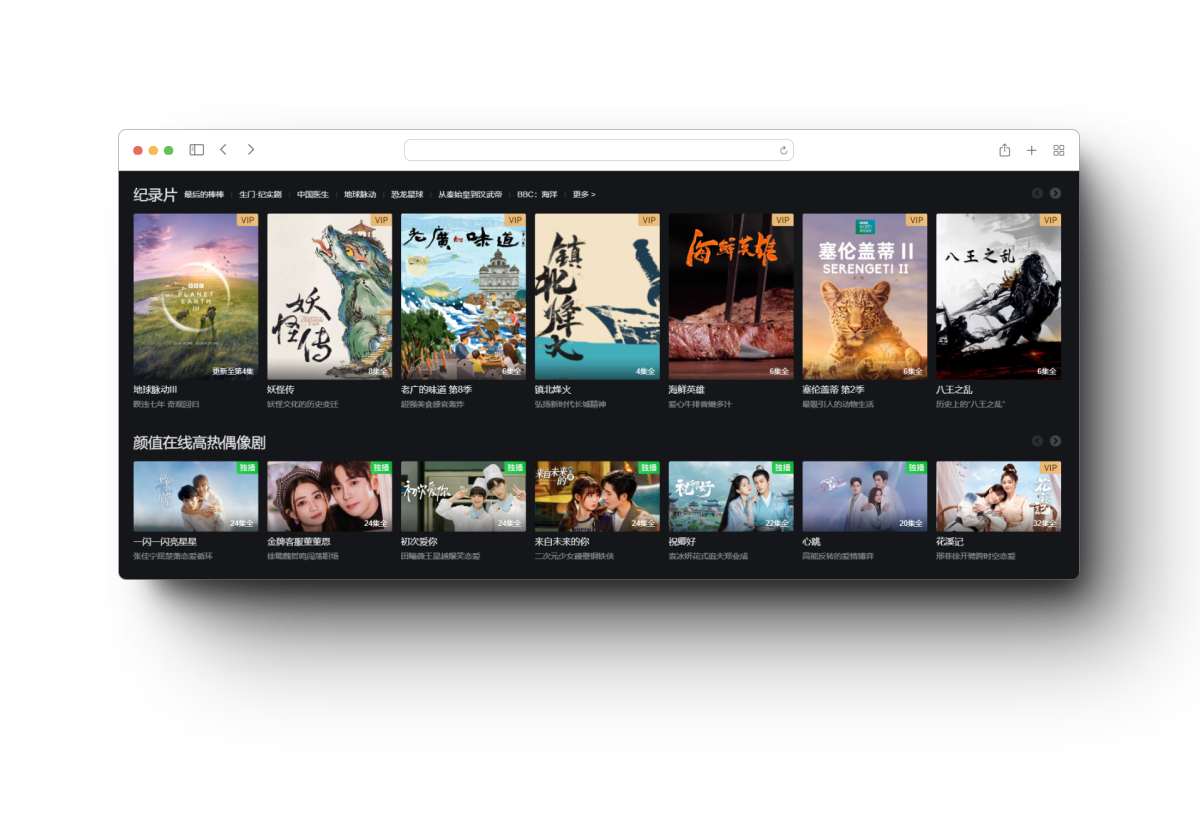 纪录片 最后的棒棒 生门·纪实剧 中国医生 地球脉动 恐龙星球 从秦始皇到汉武帝 BBC：海洋 更多 >
VIP VIP VIP VIP VIP VIP VIP
PLANET
EARTH
III
妖怪传
老廣的味道
镇北烽火
海鲜英雄
塞伦盖蒂 II
SERENGETI II
八王之乱
更新至第4集 8集全 6集全 4集全 6集全 6集全 6集全
地球脉动III 妖怪传 老广的味道 第8季 镇北烽火 海鲜英雄 塞伦盖蒂 第2季 八王之乱
睽违七年 奇观回归 妖怪文化的历史变迁 超强美食感官轰炸 弘扬新时代长城精神 爱心牛排香嫩多汁 最吸引人的动物生活 历史上的“八王之乱”
颜值在线高热偶像剧
独播 独播 独播 独播 独播 独播 VIP
初次爱你
来自未来的你
祝卿好
心跳
花溪记
24集全 24集全 24集全 24集全 22集全 20集全 32集全
一闪一闪亮星星 金牌客服董董恩 初次爱你 来自未来的你 祝卿好 心跳 花溪记
张佳宁屈楚萧恋爱循环 徐璐魏哲鸣闯荡职场 田曦薇王星越爆笑恋爱 二次元少女碰壁钢铁侠 袁冰妍花式追夫郑业成 高能反转的爱情博弈 邢菲徐开骋跨时空恋爱